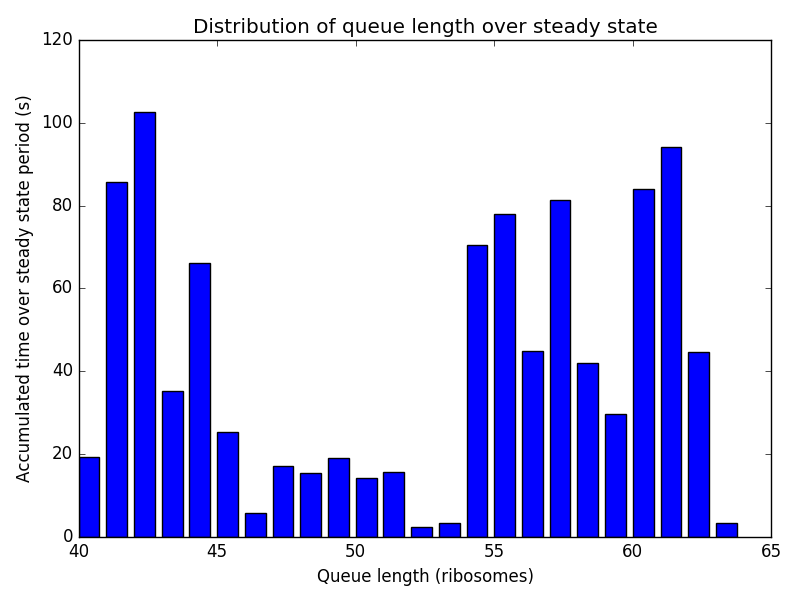 Distribution of queue length over steady state
120
100
80
60
40
20
0
40 45 50 55 60 65
Accumulated time over steady state period (s)
Queue length (ribosomes)